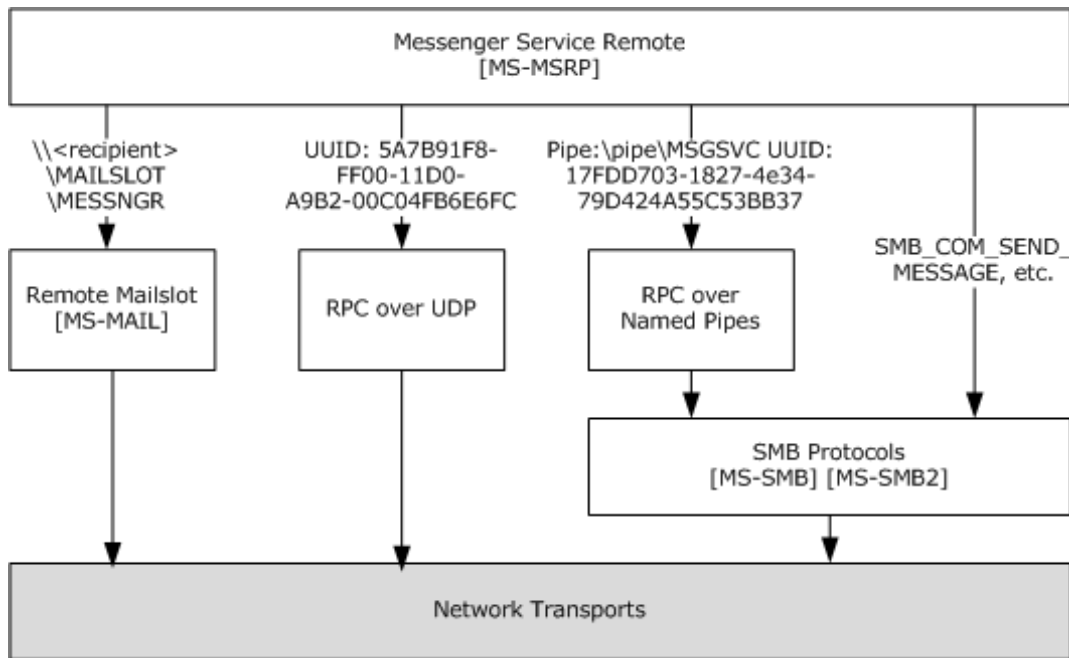 Messenger Service Remote
[MS-MSRP]
\\<recipient>
\MAILSLOT
\MESSNGR
UUID: 5A7B91F8-
FF00-11D0-
A9B2-00C04FB6E6FC
Pipe:\pipe\MSGSVC UUID:
17FDD703-1827-4e34-
79D424A55C53BB37
SMB_COM_SEND_
MESSAGE, etc.
Remote Mailslot
[MS-MAIL]
RPC over UDP
RPC over
Named Pipes
SMB Protocols
[MS-SMB] [MS-SMB2]
Network Transports